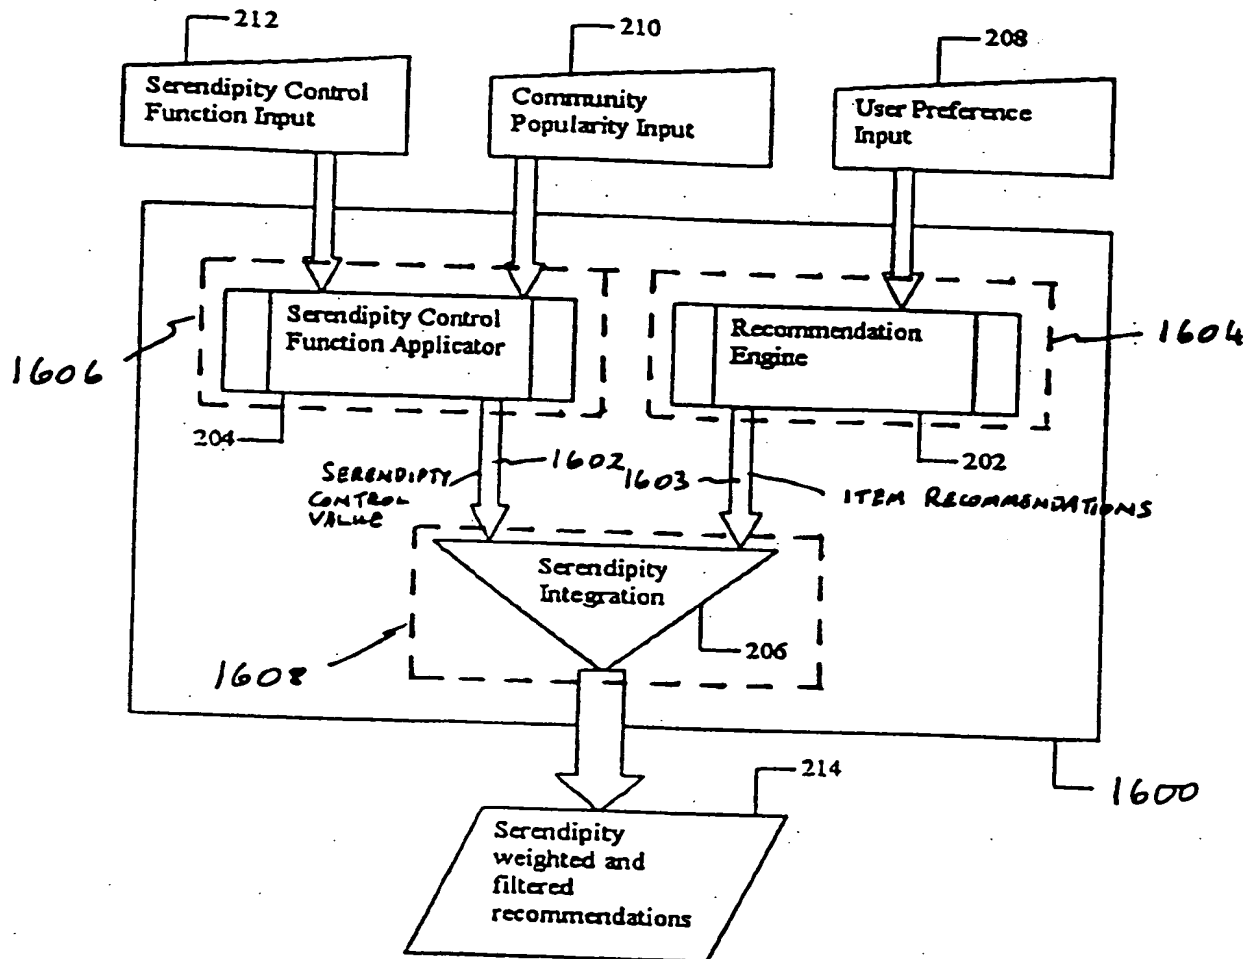 212
210
208
Serendipity Control
Function Input
Community
Popularity Input
User Preference
Input
Serendipity Control
Function Applicator
Recommendation
Engine
1606
1604
204
202
1602
1603
SERENDIPTY
CONTROL
VALUE
ITEM RECOMMENDATIONS
Serendipity
Integration
206
1608
214
1600
Serendipity
weighted and
filtered
recommendations